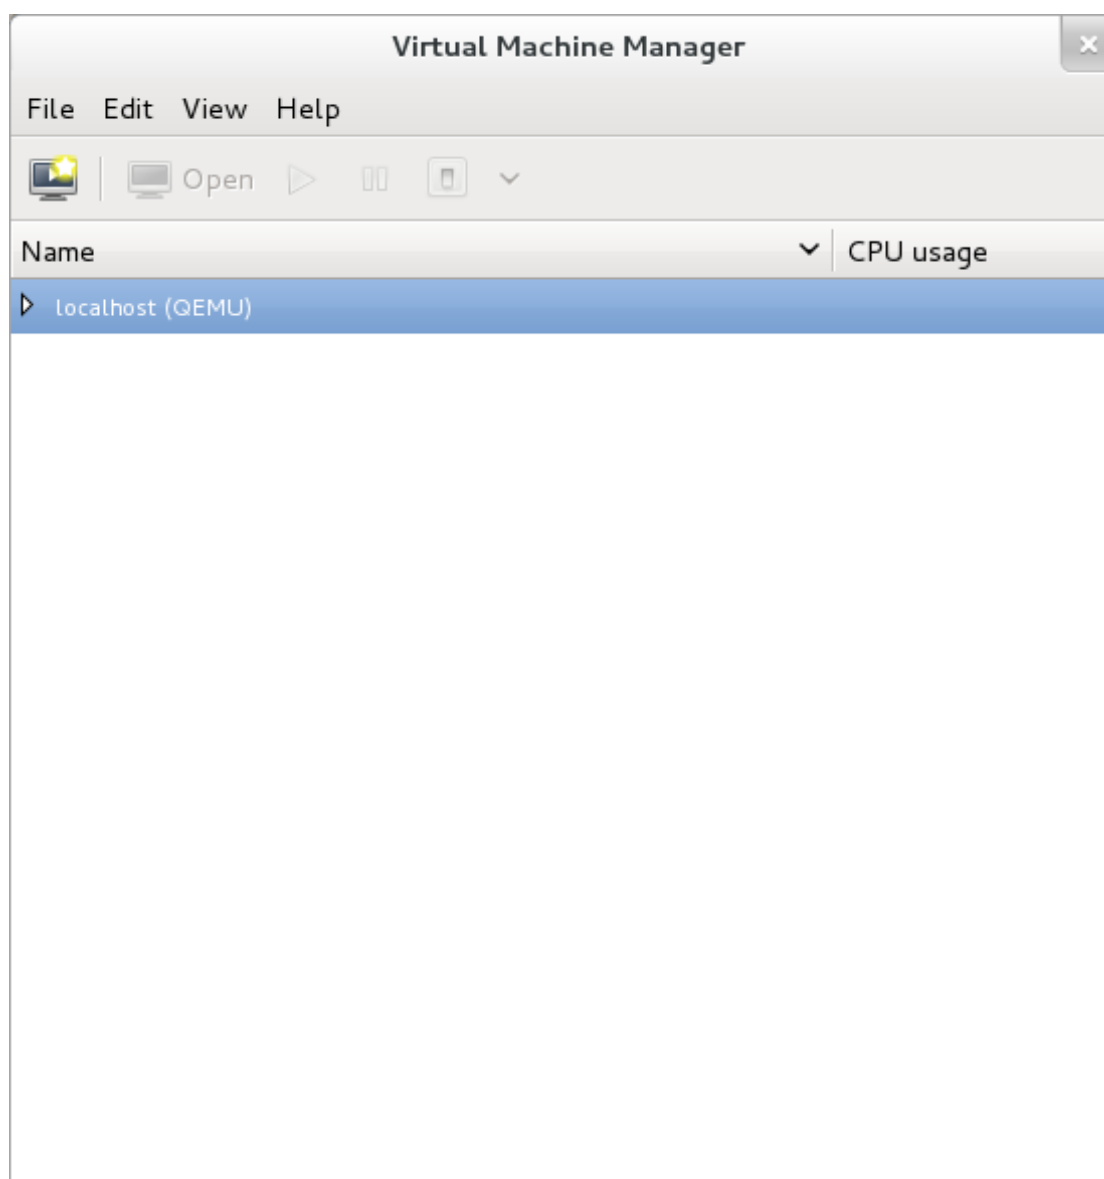 Virtual Machine Manager
File Edit View Help
Open
Name CPU usage
localhost (QEMU)